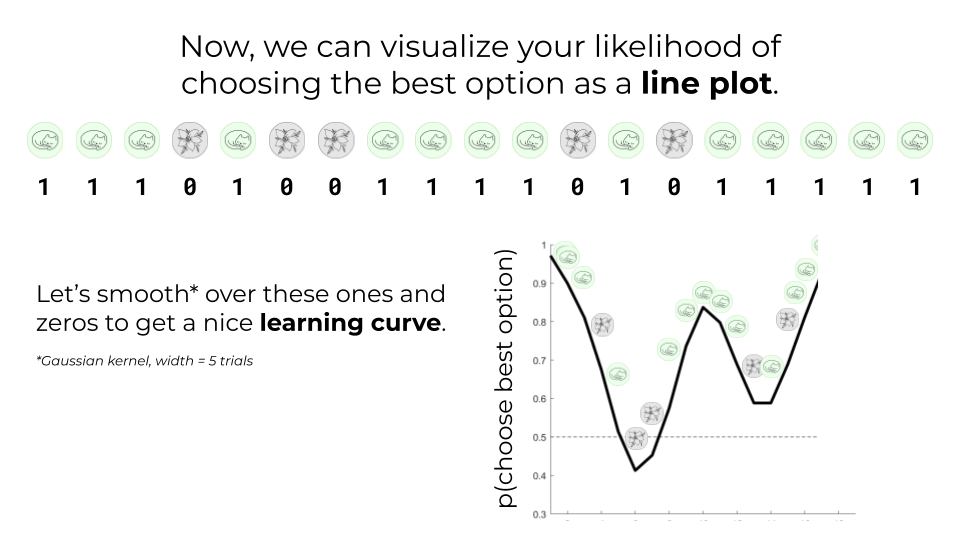 Now, we can visualize your likelihood of
choosing the best option as a line plot.
1 1 1 0 1 0 0 1 1 1 1 0 1 0 1 1 1 1 1
Let's smooth* over these ones and
zeros to get a nice learning curve.
*Gaussian kernel, width = 5 trials
p(choose best option)
1
0.9
0.8
0.7
0.6
0.5
0.4
0.3